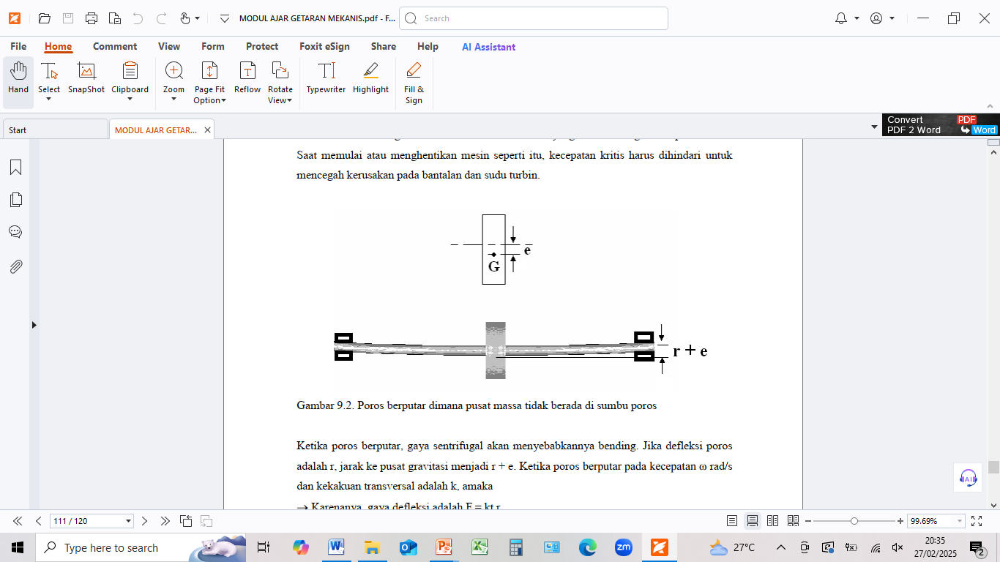 MODUL AJAR GETARAN MEKANIS.pdf - F...
Search
File Home Comment View Form Protect Foxit eSign Share Help AI Assistant
Hand Select SnapShot Clipboard Zoom Page Fit Option Reflow Rotate View Typewriter Highlight Fill & Sign
Start
MODUL AJAR GETAR...
Convert PDF
PDF 2 Word Word
Saat memulai atau menghentikan mesin seperti itu, kecepatan kritis harus dihindari untuk
mencegah kerusakan pada bantalan dan sudu turbin.
e
G
r + e
Gambar 9.2. Poros berputar dimana pusat massa tidak berada di sumbu poros
Ketika poros berputar, gaya sentrifugal akan menyebabkannya bending. Jika defleksi poros
adalah r, jarak ke pusat gravitasi menjadi r + e. Ketika poros berputar pada kecepatan ω rad/s
dan kekakuan transversal adalah k, amaka
→ Karenanya, gaya defleksi adalah F = kt r
AI
111 / 120
99.69%
Type here to search
zm
27°C
20:35
27/02/2025
2